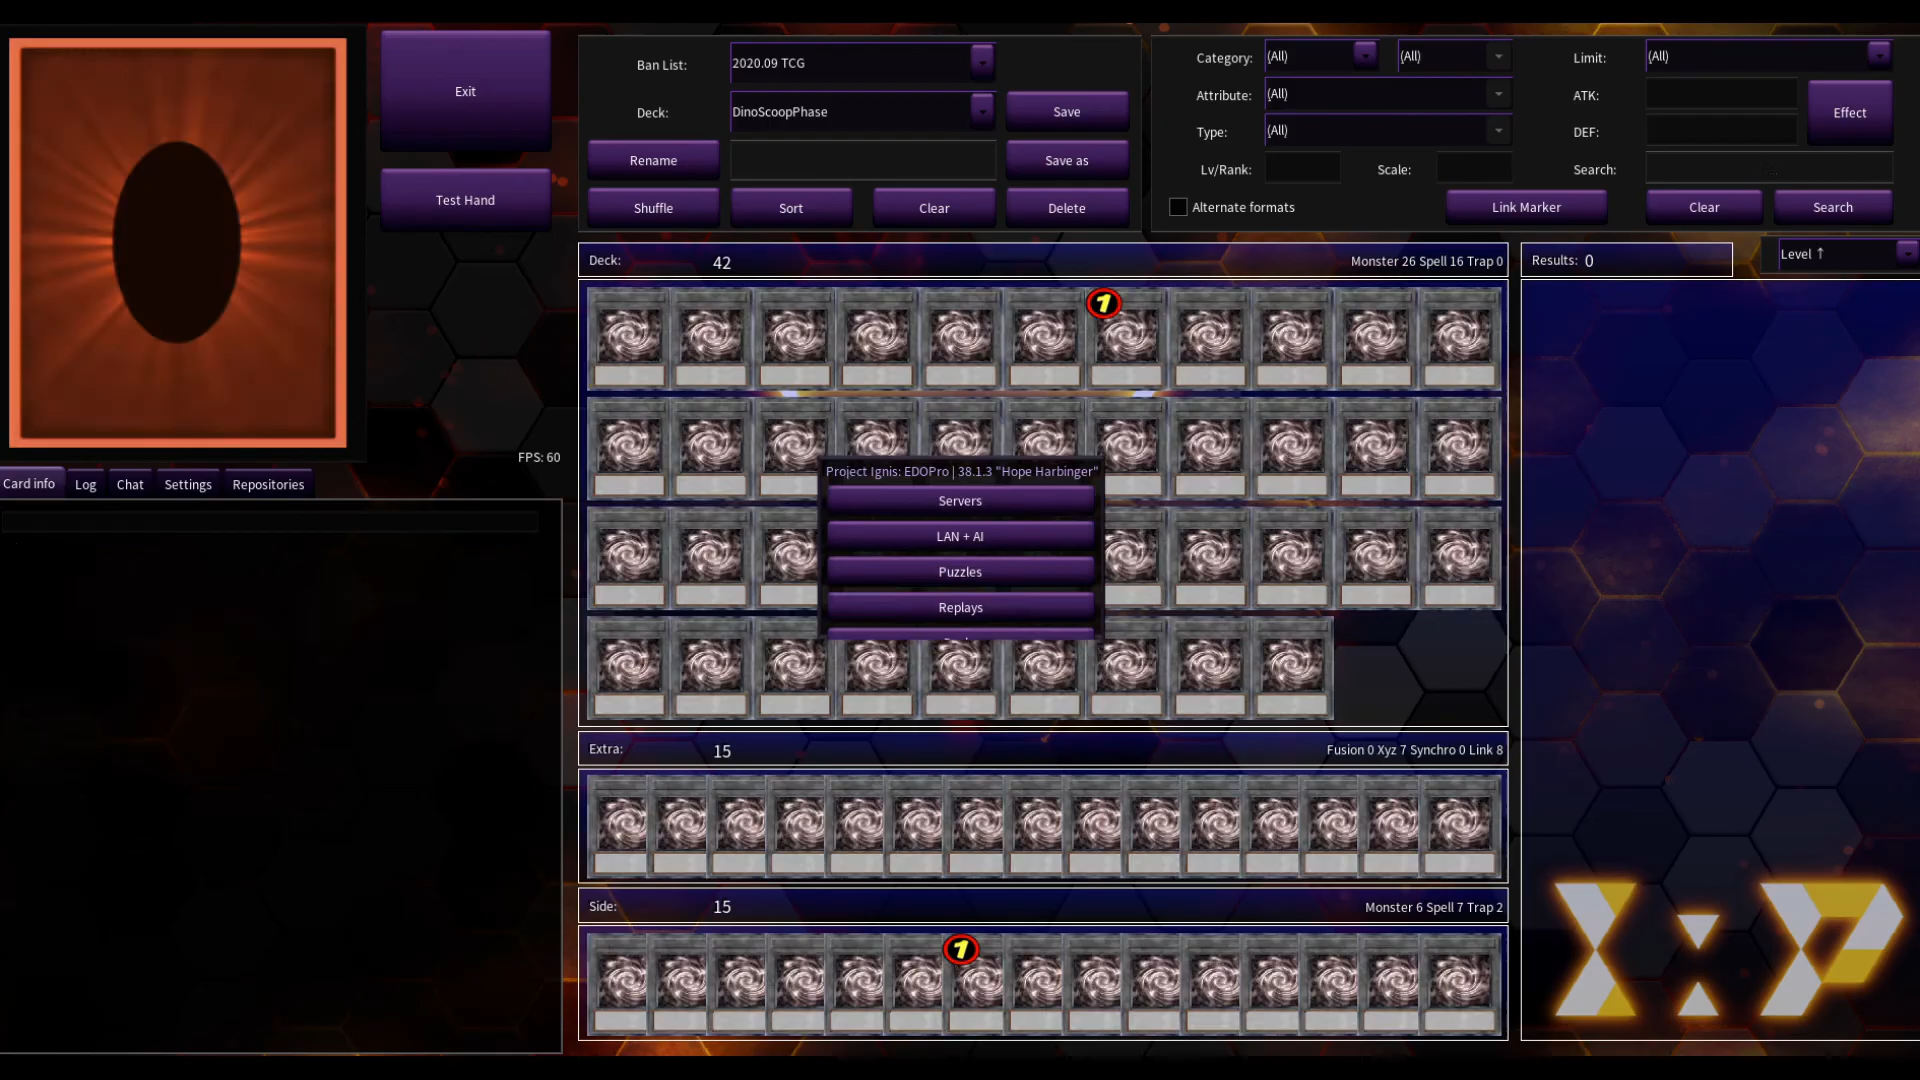 Exit
Test Hand
FPS: 60
Card info
Log
Chat
Settings
Repositories
Ban List:
2020.09 TCG
Deck:
DinoScoopPhase
Save
Rename
Save as
Shuffle
Sort
Clear
Delete
Category:
(All)
(All)
Limit:
(All)
Attribute:
(All)
ATK:
Effect
Type:
(All)
DEF:
Lv/Rank:
Scale:
Search:
Alternate formats
Link Marker
Clear
Search
Deck:
42
Monster 26 Spell 16 Trap 0
Results: 0
Level ↑
1
Project Ignis: EDOPro | 38.1.3 "Hope Harbinger"
Servers
LAN + AI
Puzzles
Replays
Extra:
15
Fusion 0 Xyz 7 Synchro 0 Link 8
Side:
15
Monster 6 Spell 7 Trap 2
1